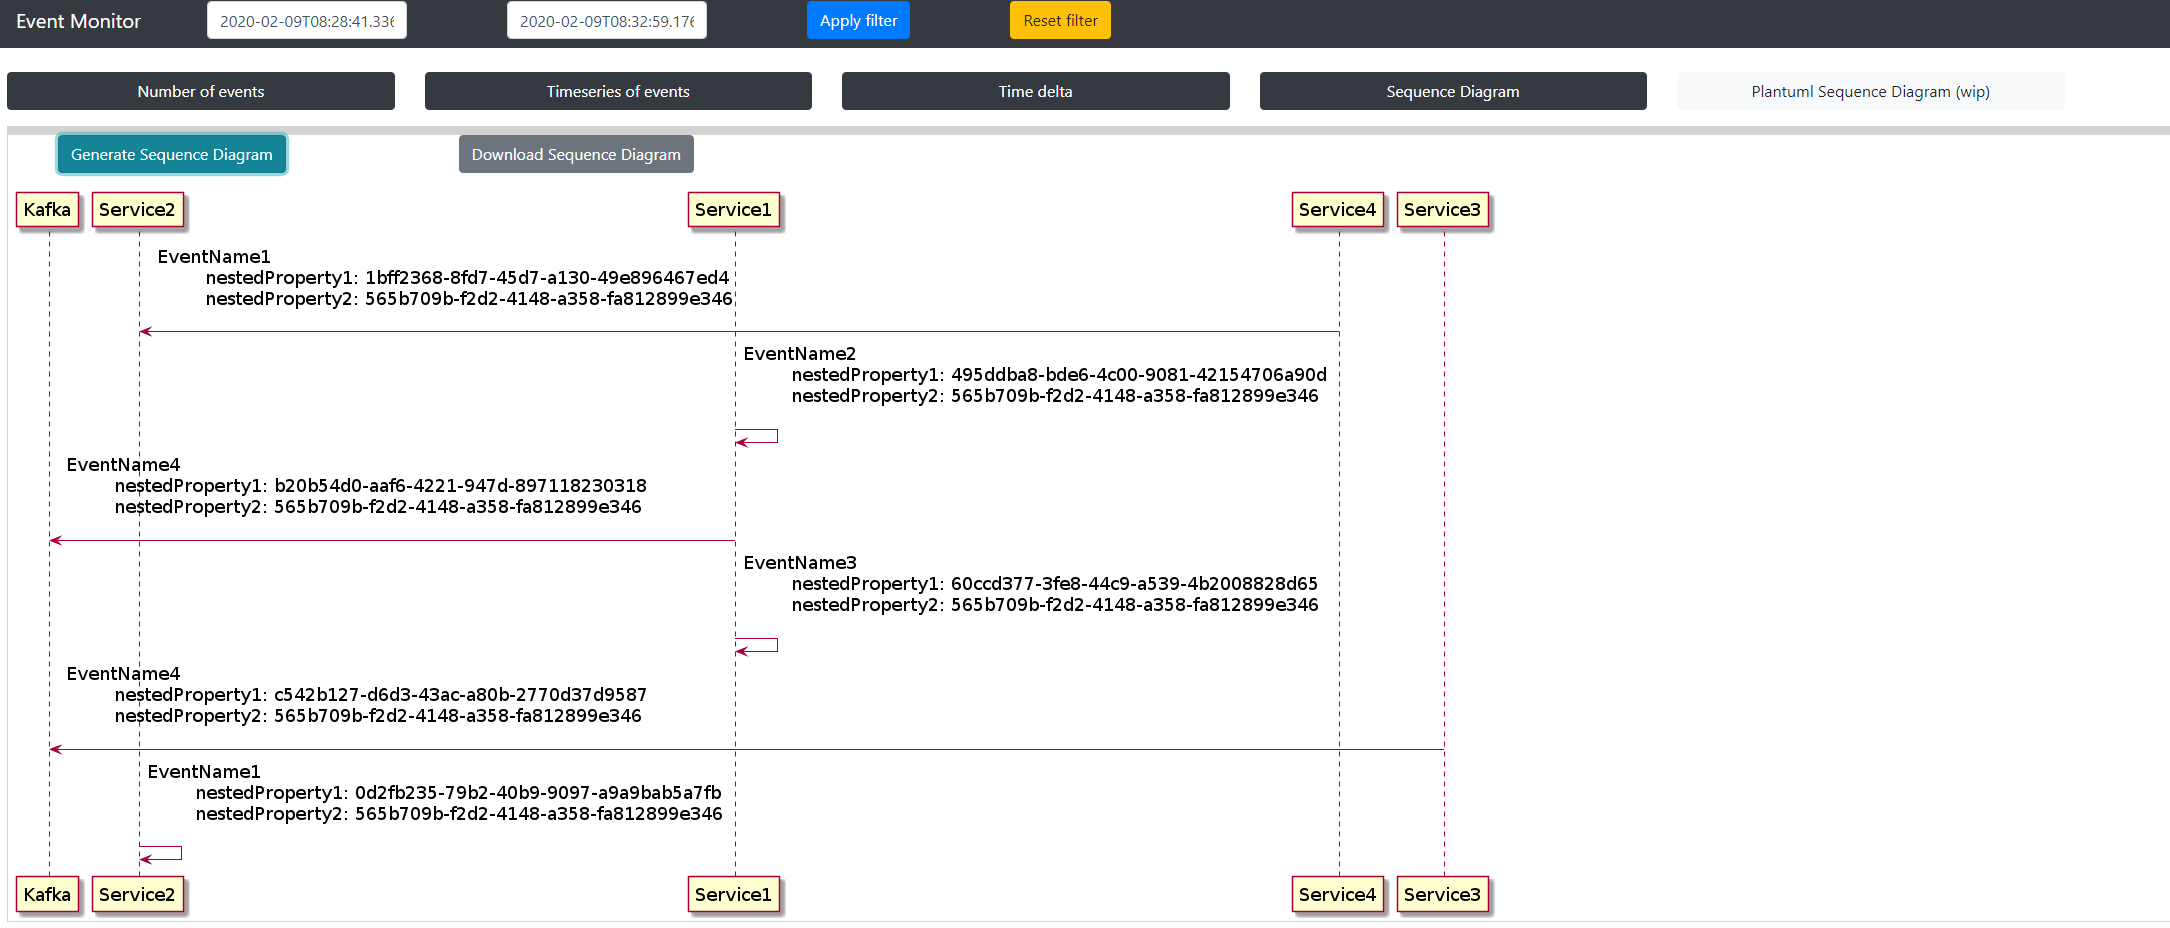 Event Monitor
2020-02-09T08:28:41.336
2020-02-09T08:32:59.176
Apply filter
Reset filter
Number of events
Timeseries of events
Time delta
Sequence Diagram
Plantuml Sequence Diagram (wip)
Generate Sequence Diagram
Download Sequence Diagram
Kafka
Service2
Service1
Service4
Service3
EventName1
nestedProperty1: 1bff2368-8fd7-45d7-a130-49e896467ed4
nestedProperty2: 565b709b-f2d2-4148-a358-fa812899e346
EventName2
nestedProperty1: 495ddba8-bde6-4c00-9081-42154706a90d
nestedProperty2: 565b709b-f2d2-4148-a358-fa812899e346
EventName4
nestedProperty1: b20b54d0-aaf6-4221-947d-897118230318
nestedProperty2: 565b709b-f2d2-4148-a358-fa812899e346
EventName3
nestedProperty1: 60ccd377-3fe8-44c9-a539-4b2008828d65
nestedProperty2: 565b709b-f2d2-4148-a358-fa812899e346
EventName4
nestedProperty1: c542b127-d6d3-43ac-a80b-2770d37d9587
nestedProperty2: 565b709b-f2d2-4148-a358-fa812899e346
EventName1
nestedProperty1: 0d2fb235-79b2-40b9-9097-a9a9bab5a7fb
nestedProperty2: 565b709b-f2d2-4148-a358-fa812899e346
Kafka
Service2
Service1
Service4
Service3